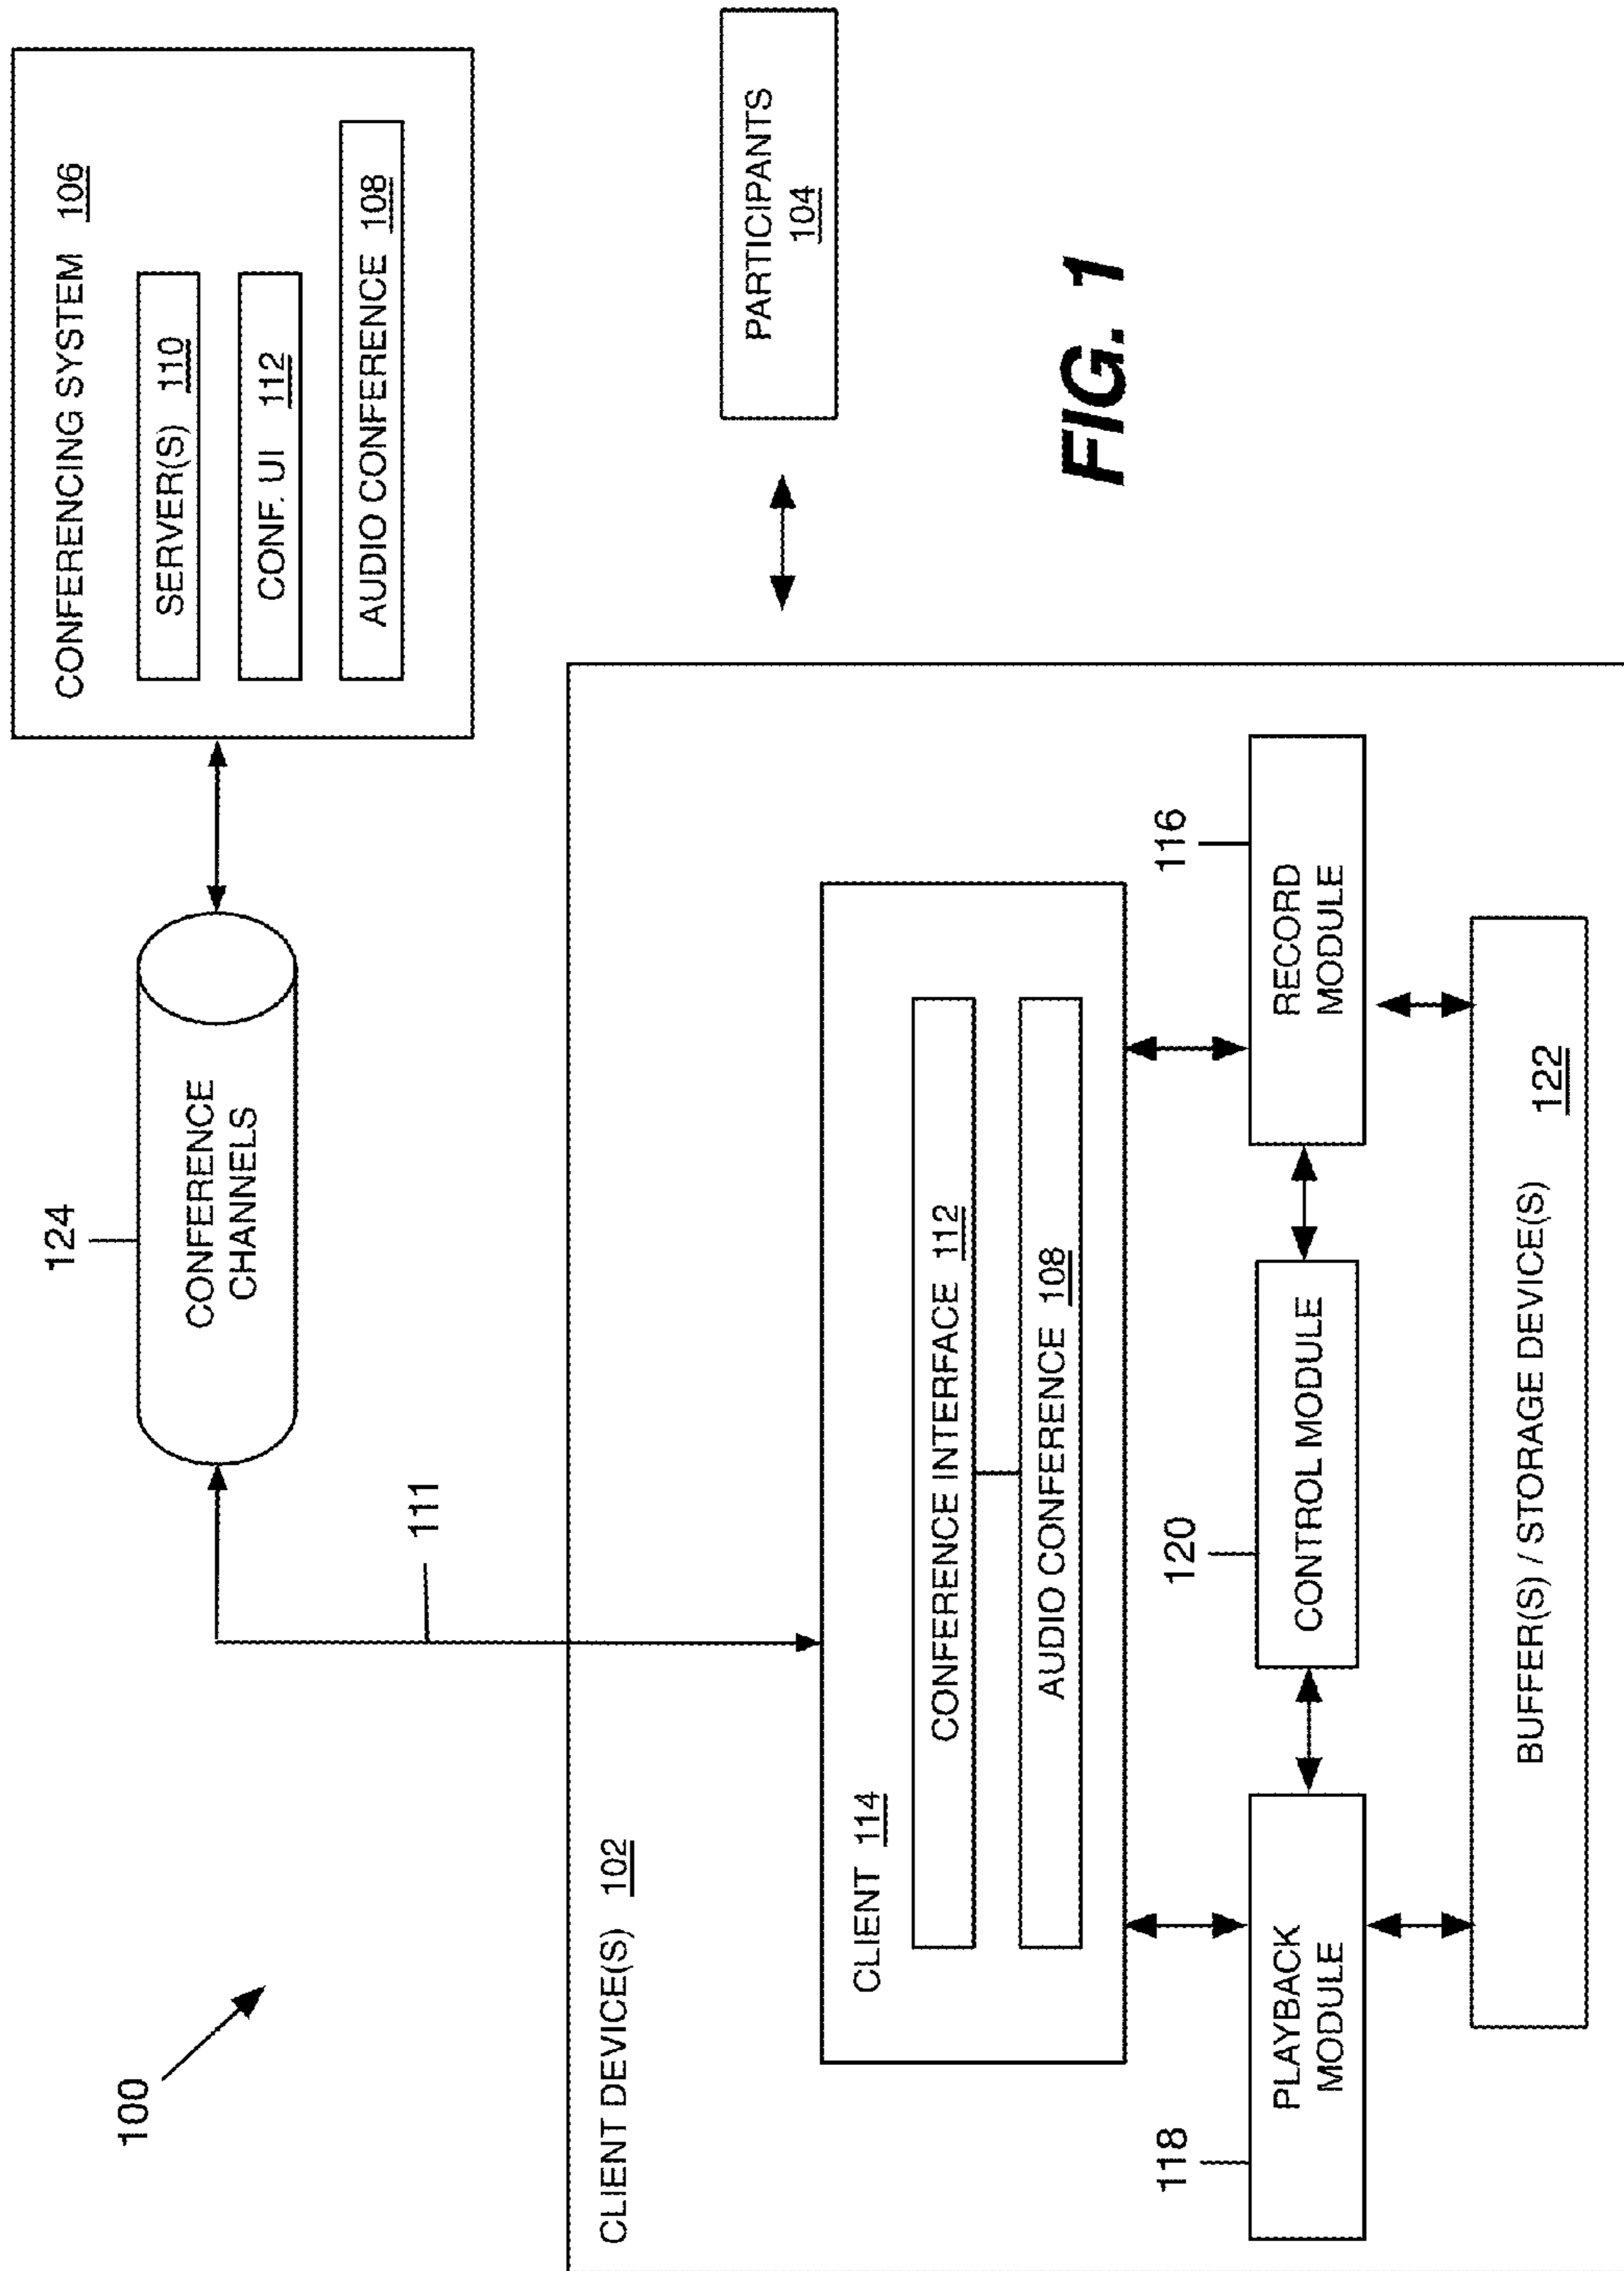 100
124
CONFERENCE
CHANNELS
CONFERENCING SYSTEM 106
SERVER(S) 110
CONF. UI 112
AUDIO CONFERENCE 108
111
CLIENT DEVICE(S) 102
PARTICIPANTS
104
CLIENT 114
CONFERENCE INTERFACE 112
AUDIO CONFERENCE 108
118
PLAYBACK
MODULE
120
CONTROL MODULE
116
RECORD
MODULE
BUFFER(S) / STORAGE DEVICE(S) 122
FIG. 1